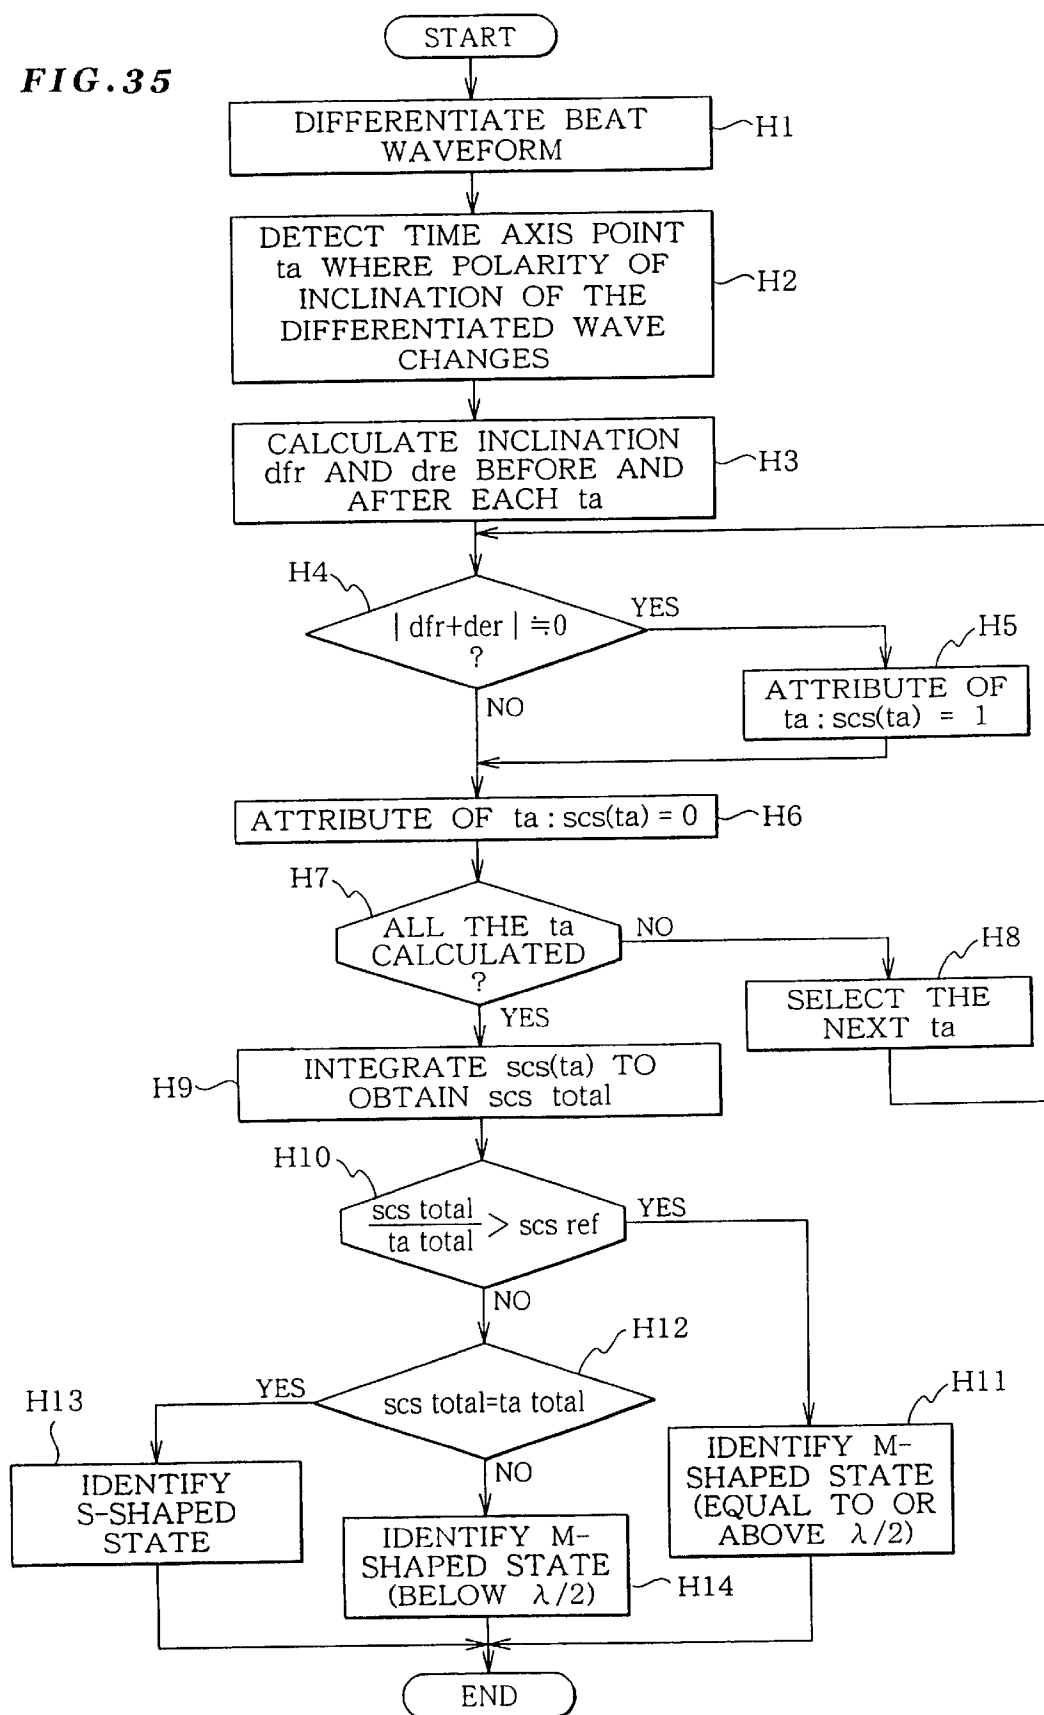 START
FIG.35
DIFFERENTIATE BEAT
WAVEFORM
H1
DETECT TIME AXIS POINT
ta WHERE POLARITY OF
INCLINATION OF THE
DIFFERENTIATED WAVE
CHANGES
H2
CALCULATE INCLINATION
dfr AND dre BEFORE AND
AFTER EACH ta
H3
H4
| dfr+der | ≒0
?
YES
NO
H5
ATTRIBUTE OF
ta : scs(ta) = 1
ATTRIBUTE OF ta : scs(ta) = 0
H6
H7
ALL THE ta
CALCULATED
?
NO
YES
H8
SELECT THE
NEXT ta
H9
INTEGRATE scs(ta) TO
OBTAIN scs total
H10
scs total
ta total
> scs ref
YES
NO
H12
scs total=ta total
YES
NO
H13
IDENTIFY
S-SHAPED
STATE
H11
IDENTIFY M-
SHAPED STATE
(EQUAL TO OR
ABOVE λ/2)
IDENTIFY M-
SHAPED STATE
(BELOW λ/2)
H14
END